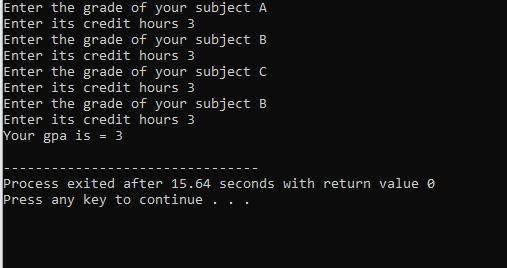 Enter the grade of your subject A
Enter its credit hours 3
Enter the grade of your subject B
Enter its credit hours 3
Enter the grade of your subject C
Enter its credit hours 3
Enter the grade of your subject B
Enter its credit hours 3
Your gpa is = 3
--------------------------------
Process exited after 15.64 seconds with return value 0
Press any key to continue . . .